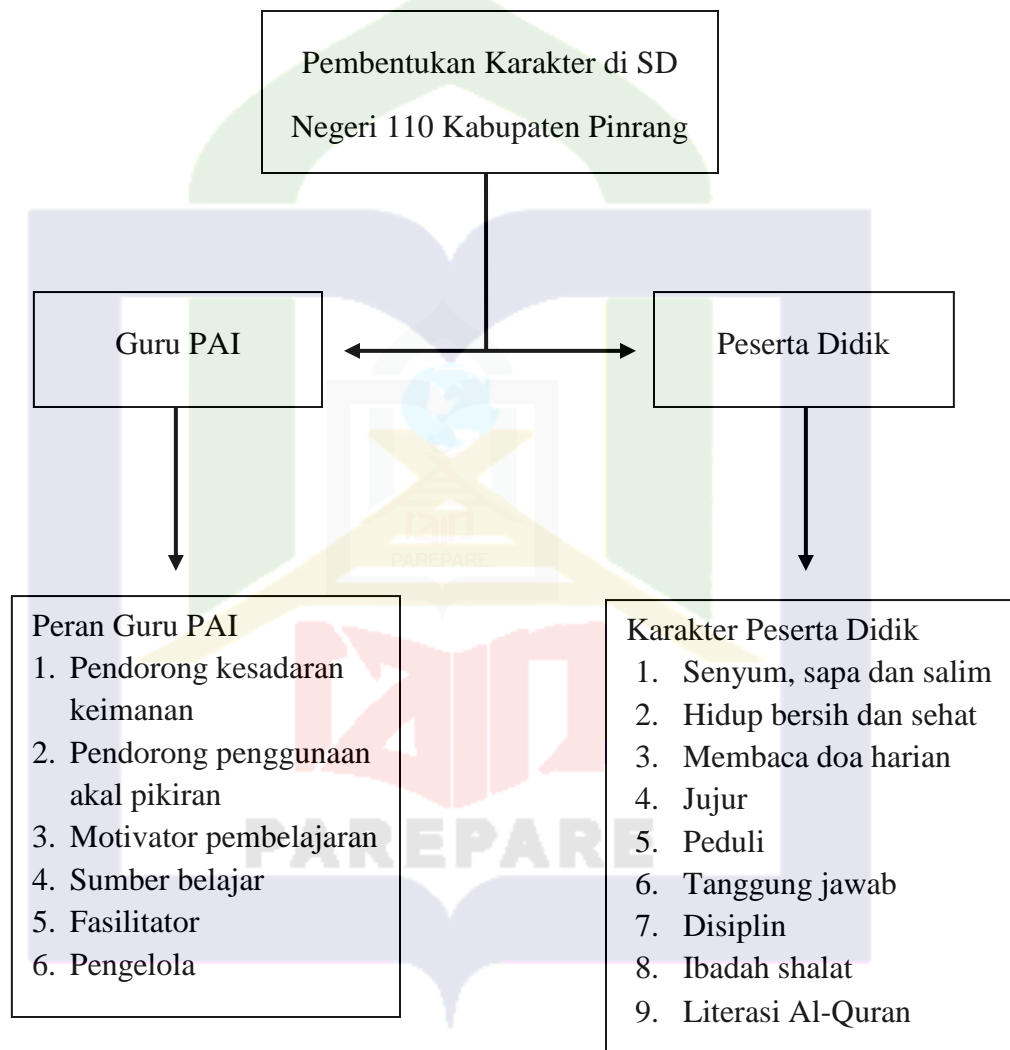 Pembentukan Karakter di SD
Negeri 110 Kabupaten Pinrang
Guru PAI
Peserta Didik
Peran Guru PAI
1. Pendorong kesadaran
keimanan
2. Pendorong penggunaan
akal pikiran
3. Motivator pembelajaran
4. Sumber belajar
5. Fasilitator
6. Pengelola
Karakter Peserta Didik
1. Senyum, sapa dan salim
2. Hidup bersih dan sehat
3. Membaca doa harian
4. Jujur
5. Peduli
6. Tanggung jawab
7. Disiplin
8. Ibadah shalat
9. Literasi Al-Quran
PAREPARE
PAREPARE